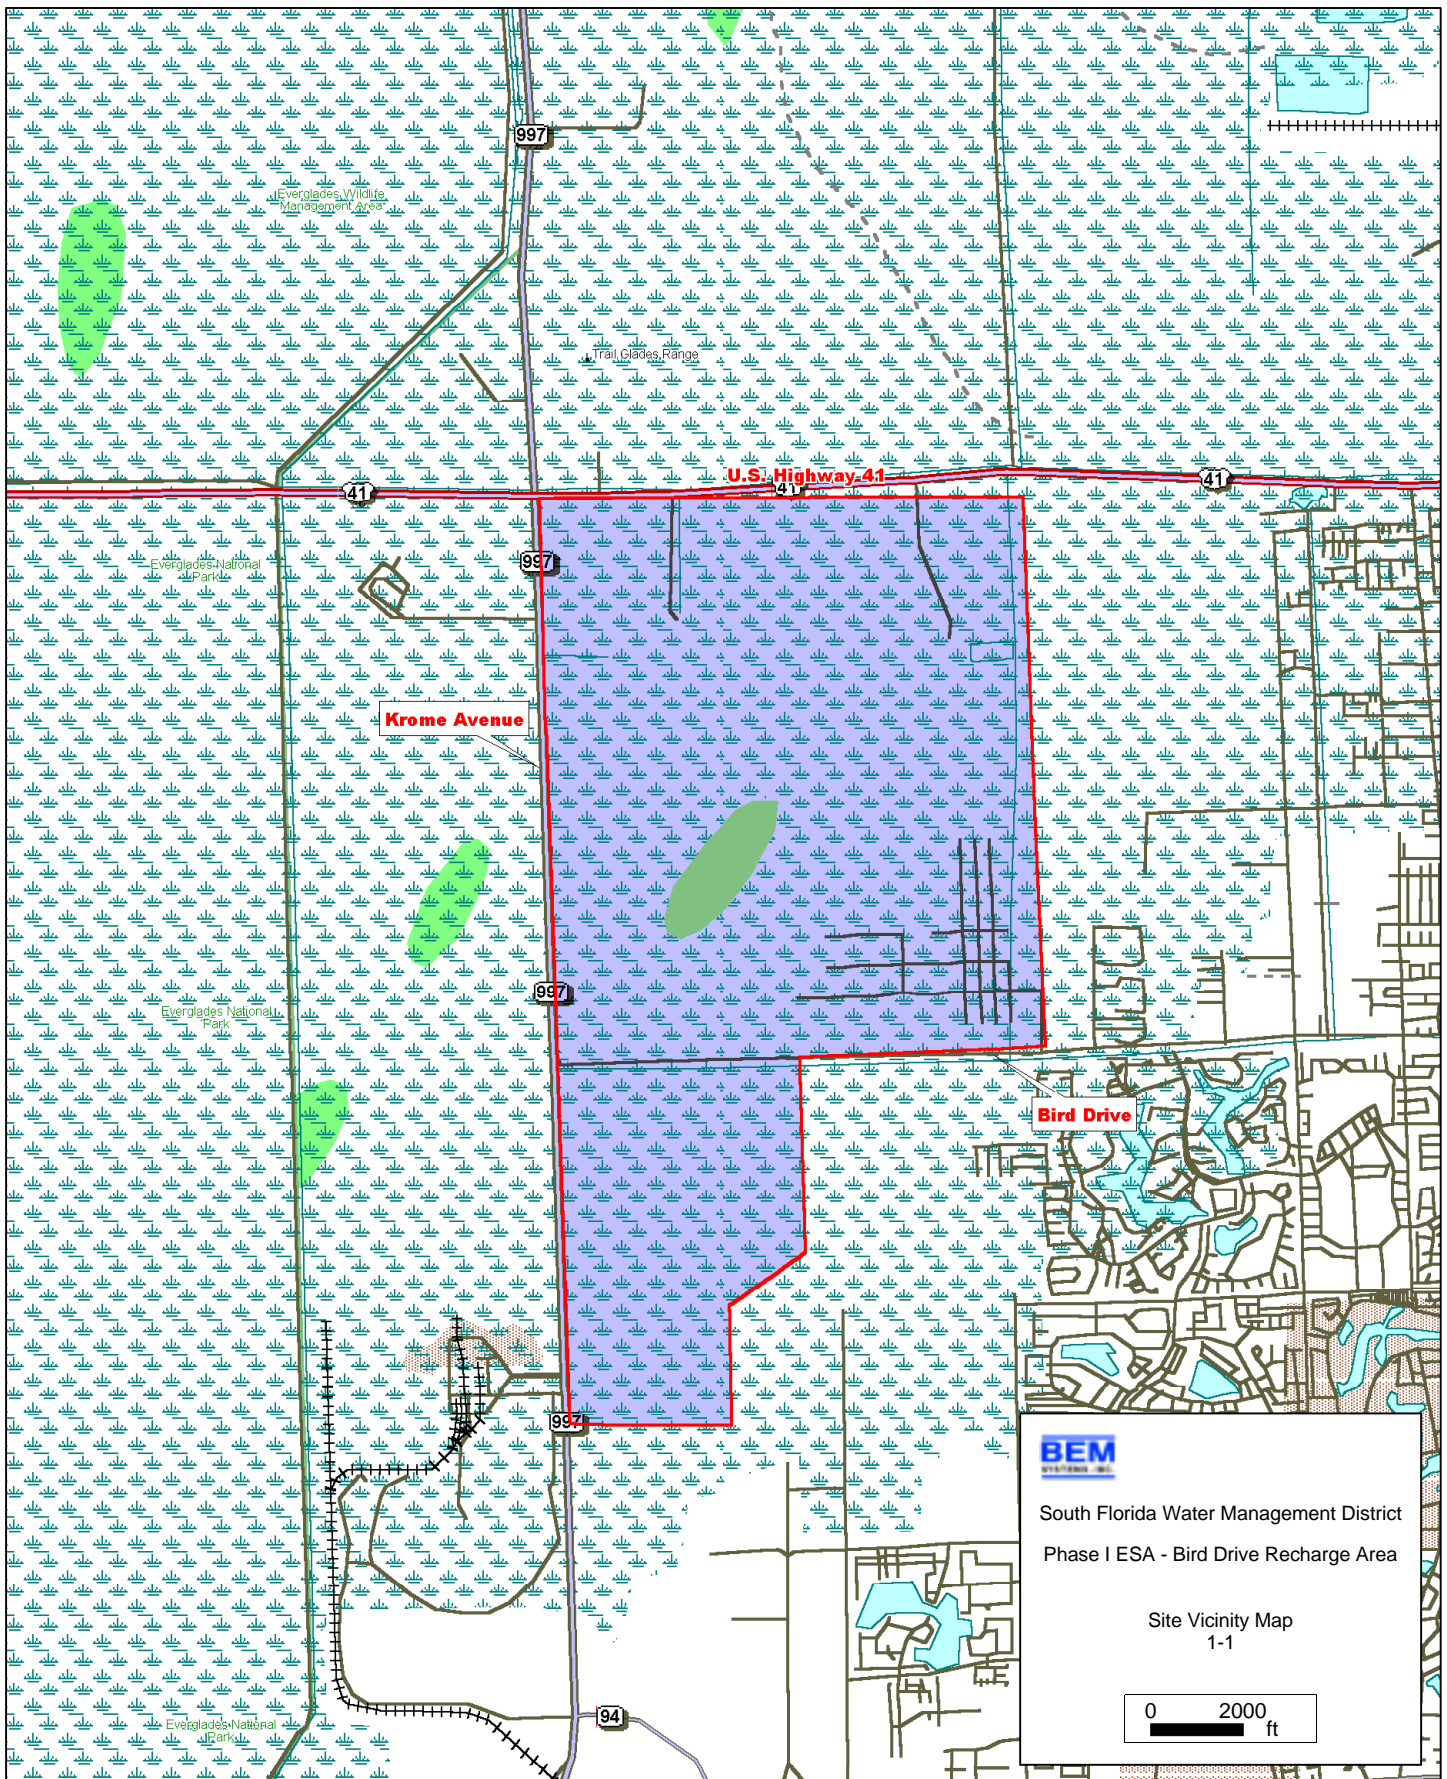 997
Everglades Wildlife
Management Area
Trail Glades Range
U.S. Highway 41
41
41
41
997
Everglades National
Park
Krome Avenue
997
Everglades National
Park
Bird Drive
997
BEM
SYSTEMS, INC.
South Florida Water Management District
Phase I ESA - Bird Drive Recharge Area
Site Vicinity Map
1-1
0 2000
ft
94
Everglades National
Park